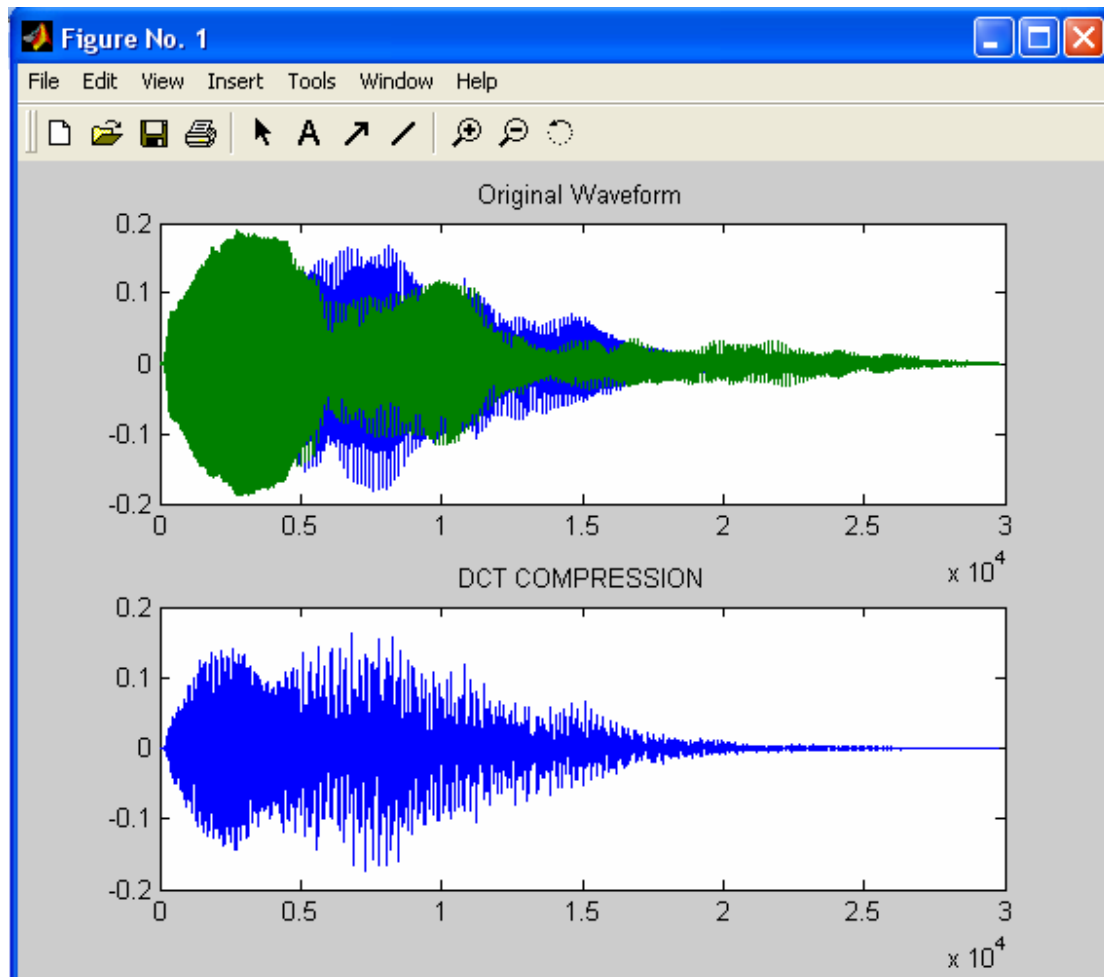 Figure No. 1
File Edit View Insert Tools Window Help
A
Original Waveform
0.2
0.1
0
-0.1
-0.2
0 0.5 1 1.5 2 2.5 3
x 10^4
DCT COMPRESSION
0.2
0.1
0
-0.1
-0.2
0 0.5 1 1.5 2 2.5 3
x 10^4